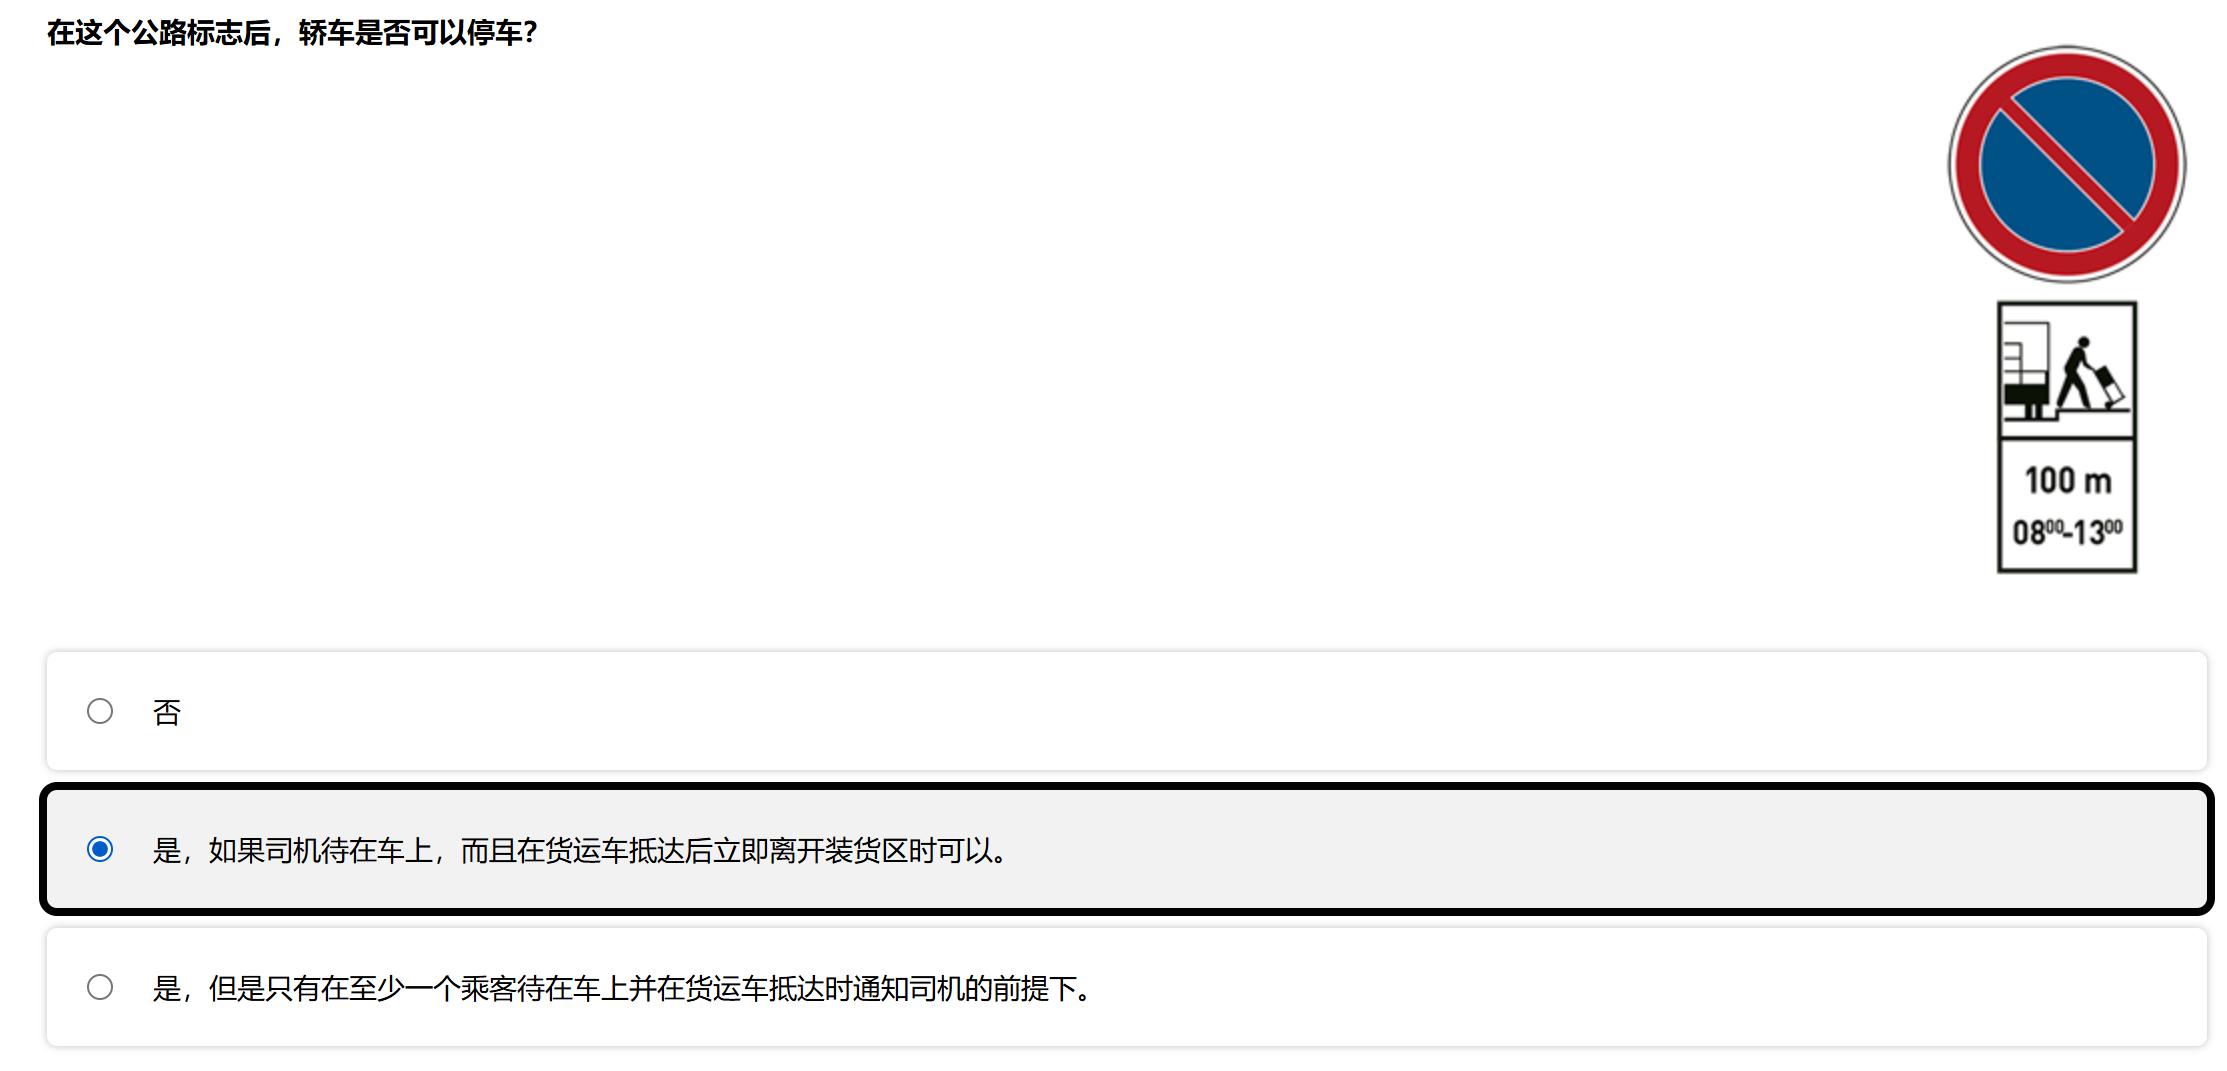 在这个公路标志后，轿车是否可以停车？
100 m
08⁰⁰-13⁰⁰
否
是，如果司机待在车上，而且在货运车抵达后立即离开装货区时可以。
是，但是只有在至少一个乘客待在车上并在货运车抵达时通知司机的前提下。